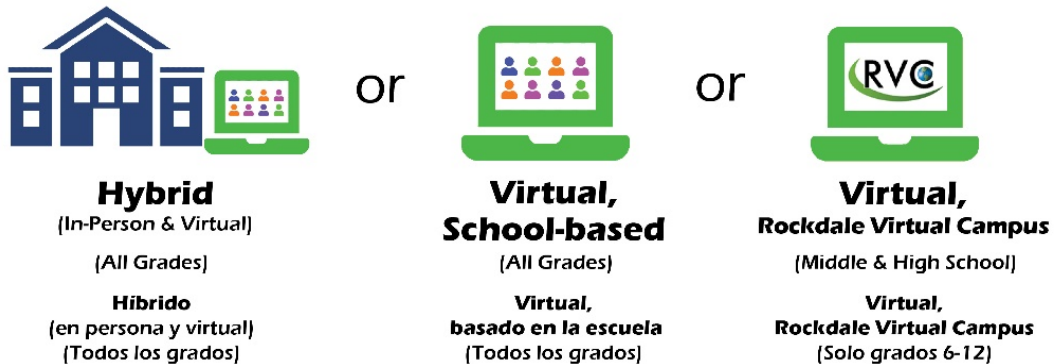 or
or
RVC
Hybrid
(In-Person & Virtual)
(All Grades)
Híbrido
(en persona y virtual)
(Todos los grados)
Virtual,
School-based
(All Grades)
Virtual,
basado en la escuela
(Todos los grados)
Virtual,
Rockdale Virtual Campus
(Middle & High School)
Virtual,
Rockdale Virtual Campus
(Solo grados 6-12)